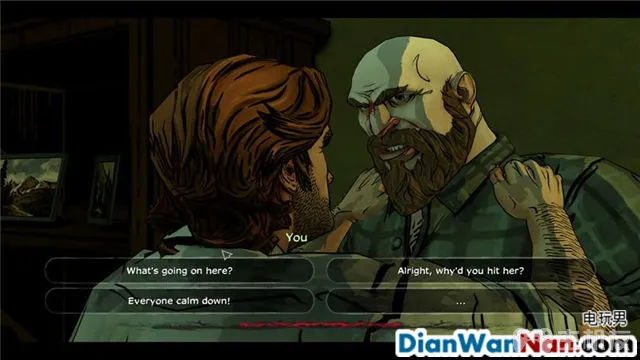 You
What's going on here?
Alright, why'd you hit her?
Everyone calm down!
...
电玩男
DianWanNan.com